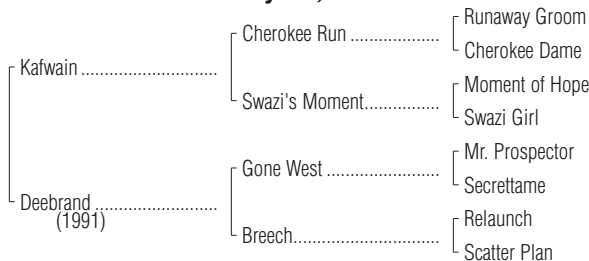 Runaway Groom
Cherokee Run ...................
Cherokee Dame
Kafwain .............................
Moment of Hope
Swazi's Moment................
Swazi Girl
Mr. Prospector
Gone West ........................
Secrettame
Deebrand ..........................
(1991)
Relaunch
Breech...............................
Scatter Plan